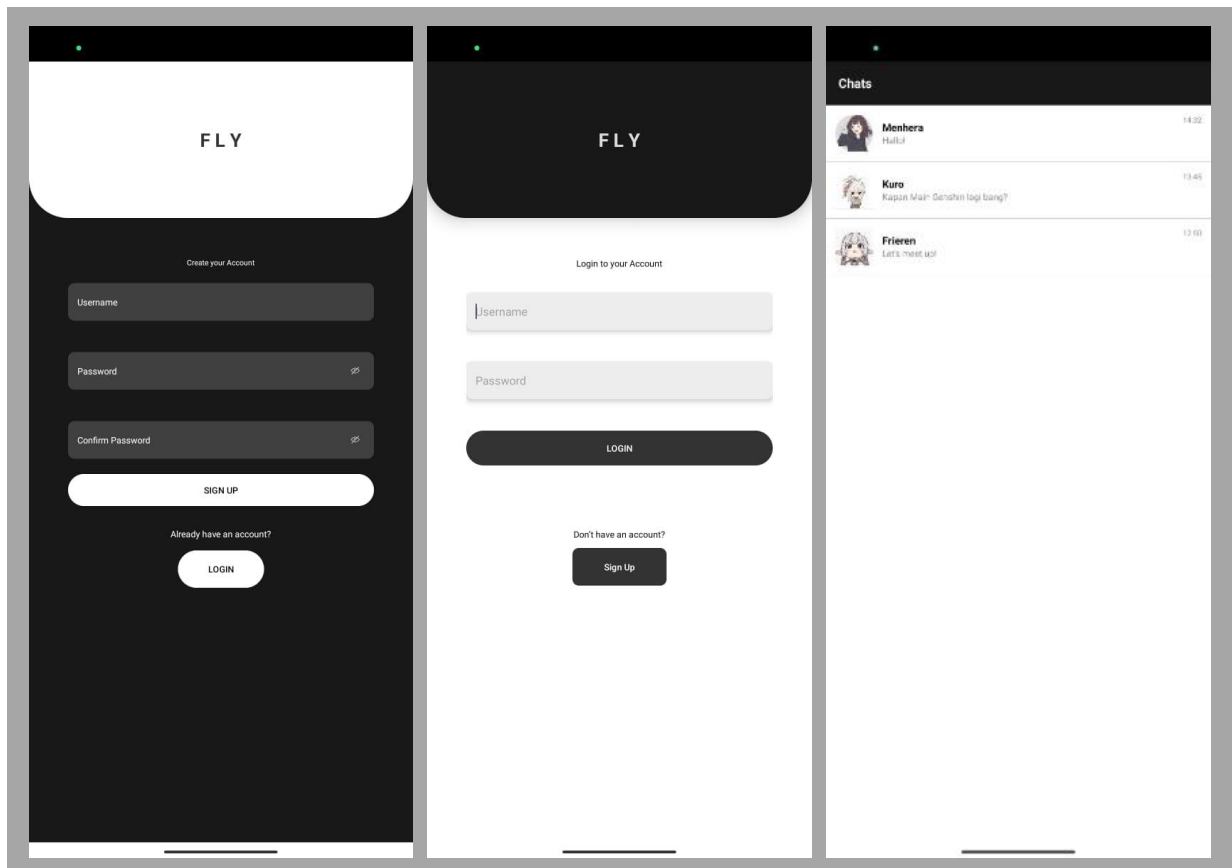 FLY
Create your Account
Username
Password
Confirm Password
SIGN UP
Already have an account?
LOGIN
FLY
Login to your Account
Username
Password
LOGIN
Don't have an account?
Sign Up
Chats
Menhera
14:32
Hallo!
Kuro
13:45
Kapan Main Genshin lagi bang?
Frieren
Let's meet up!